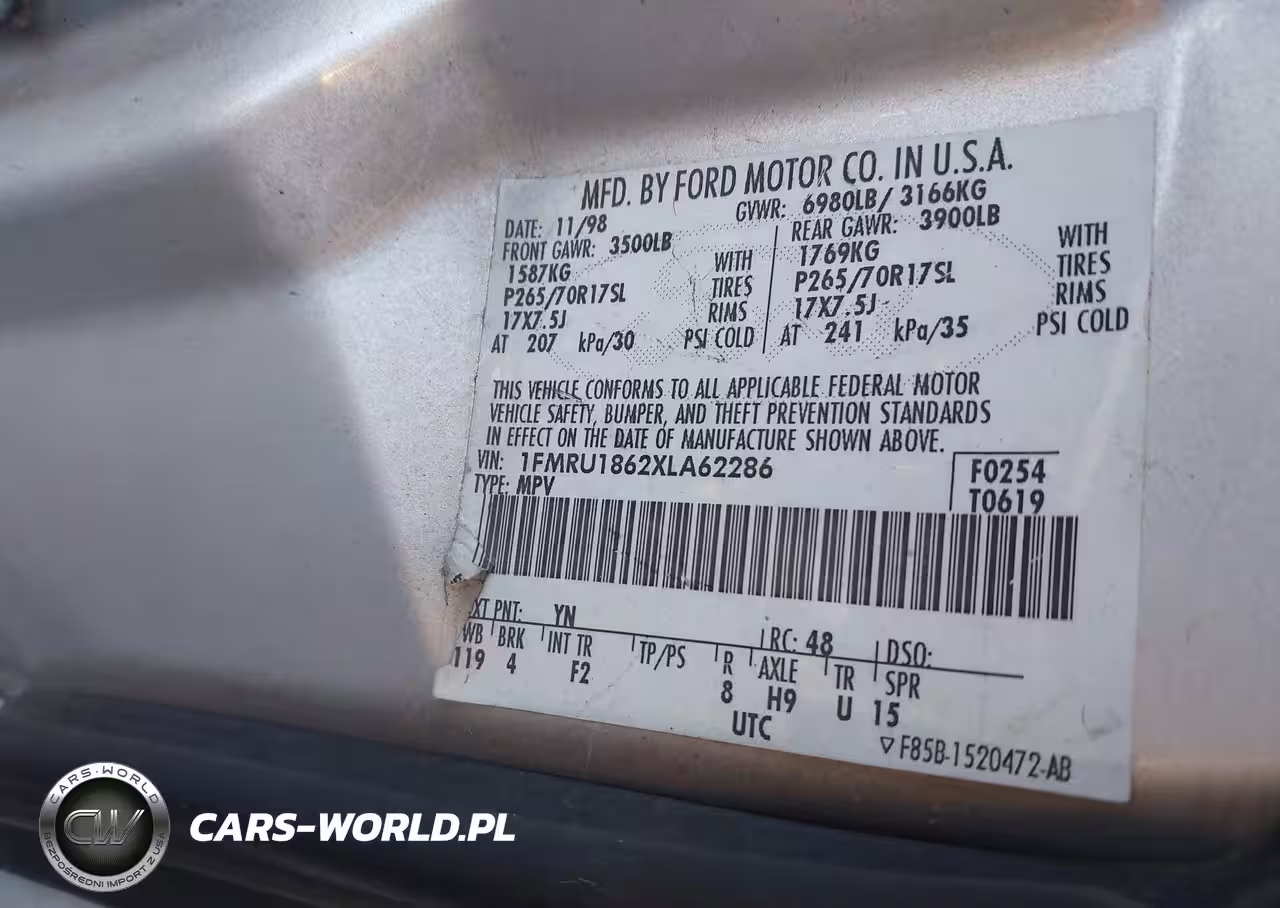 MFD. BY FORD MOTOR CO. IN U.S.A.
DATE: 11/98 GVWR: 6980LB/ 3166KG
FRONT GAWR: 3500LB REAR GAWR: 3900LB
1587KG WITH 1769KG WITH
P265/70R17SL TIRES P265/70R17SL TIRES
17X7.5J RIMS 17X7.5J RIMS
AT 207 kPa/30 PSI COLD AT 241 kPa/35 PSI COLD
THIS VEHICLE CONFORMS TO ALL APPLICABLE FEDERAL MOTOR
VEHICLE SAFETY, BUMPER, AND THEFT PREVENTION STANDARDS
IN EFFECT ON THE DATE OF MANUFACTURE SHOWN ABOVE.
VIN: 1FMRU1862XLA62286 F0254
TYPE: MPV T0619
XT PNT: YN RC: 48 DSO:
WB BRK INT TR TP/PS R AXLE TR SPR
119 4 F2 8 H9 U 15
UTC
▽ F85B-1520472-AB
CARS-WORLD
CW
BEZPOŚREDNI IMPORT Z USA
CARS-WORLD.PL